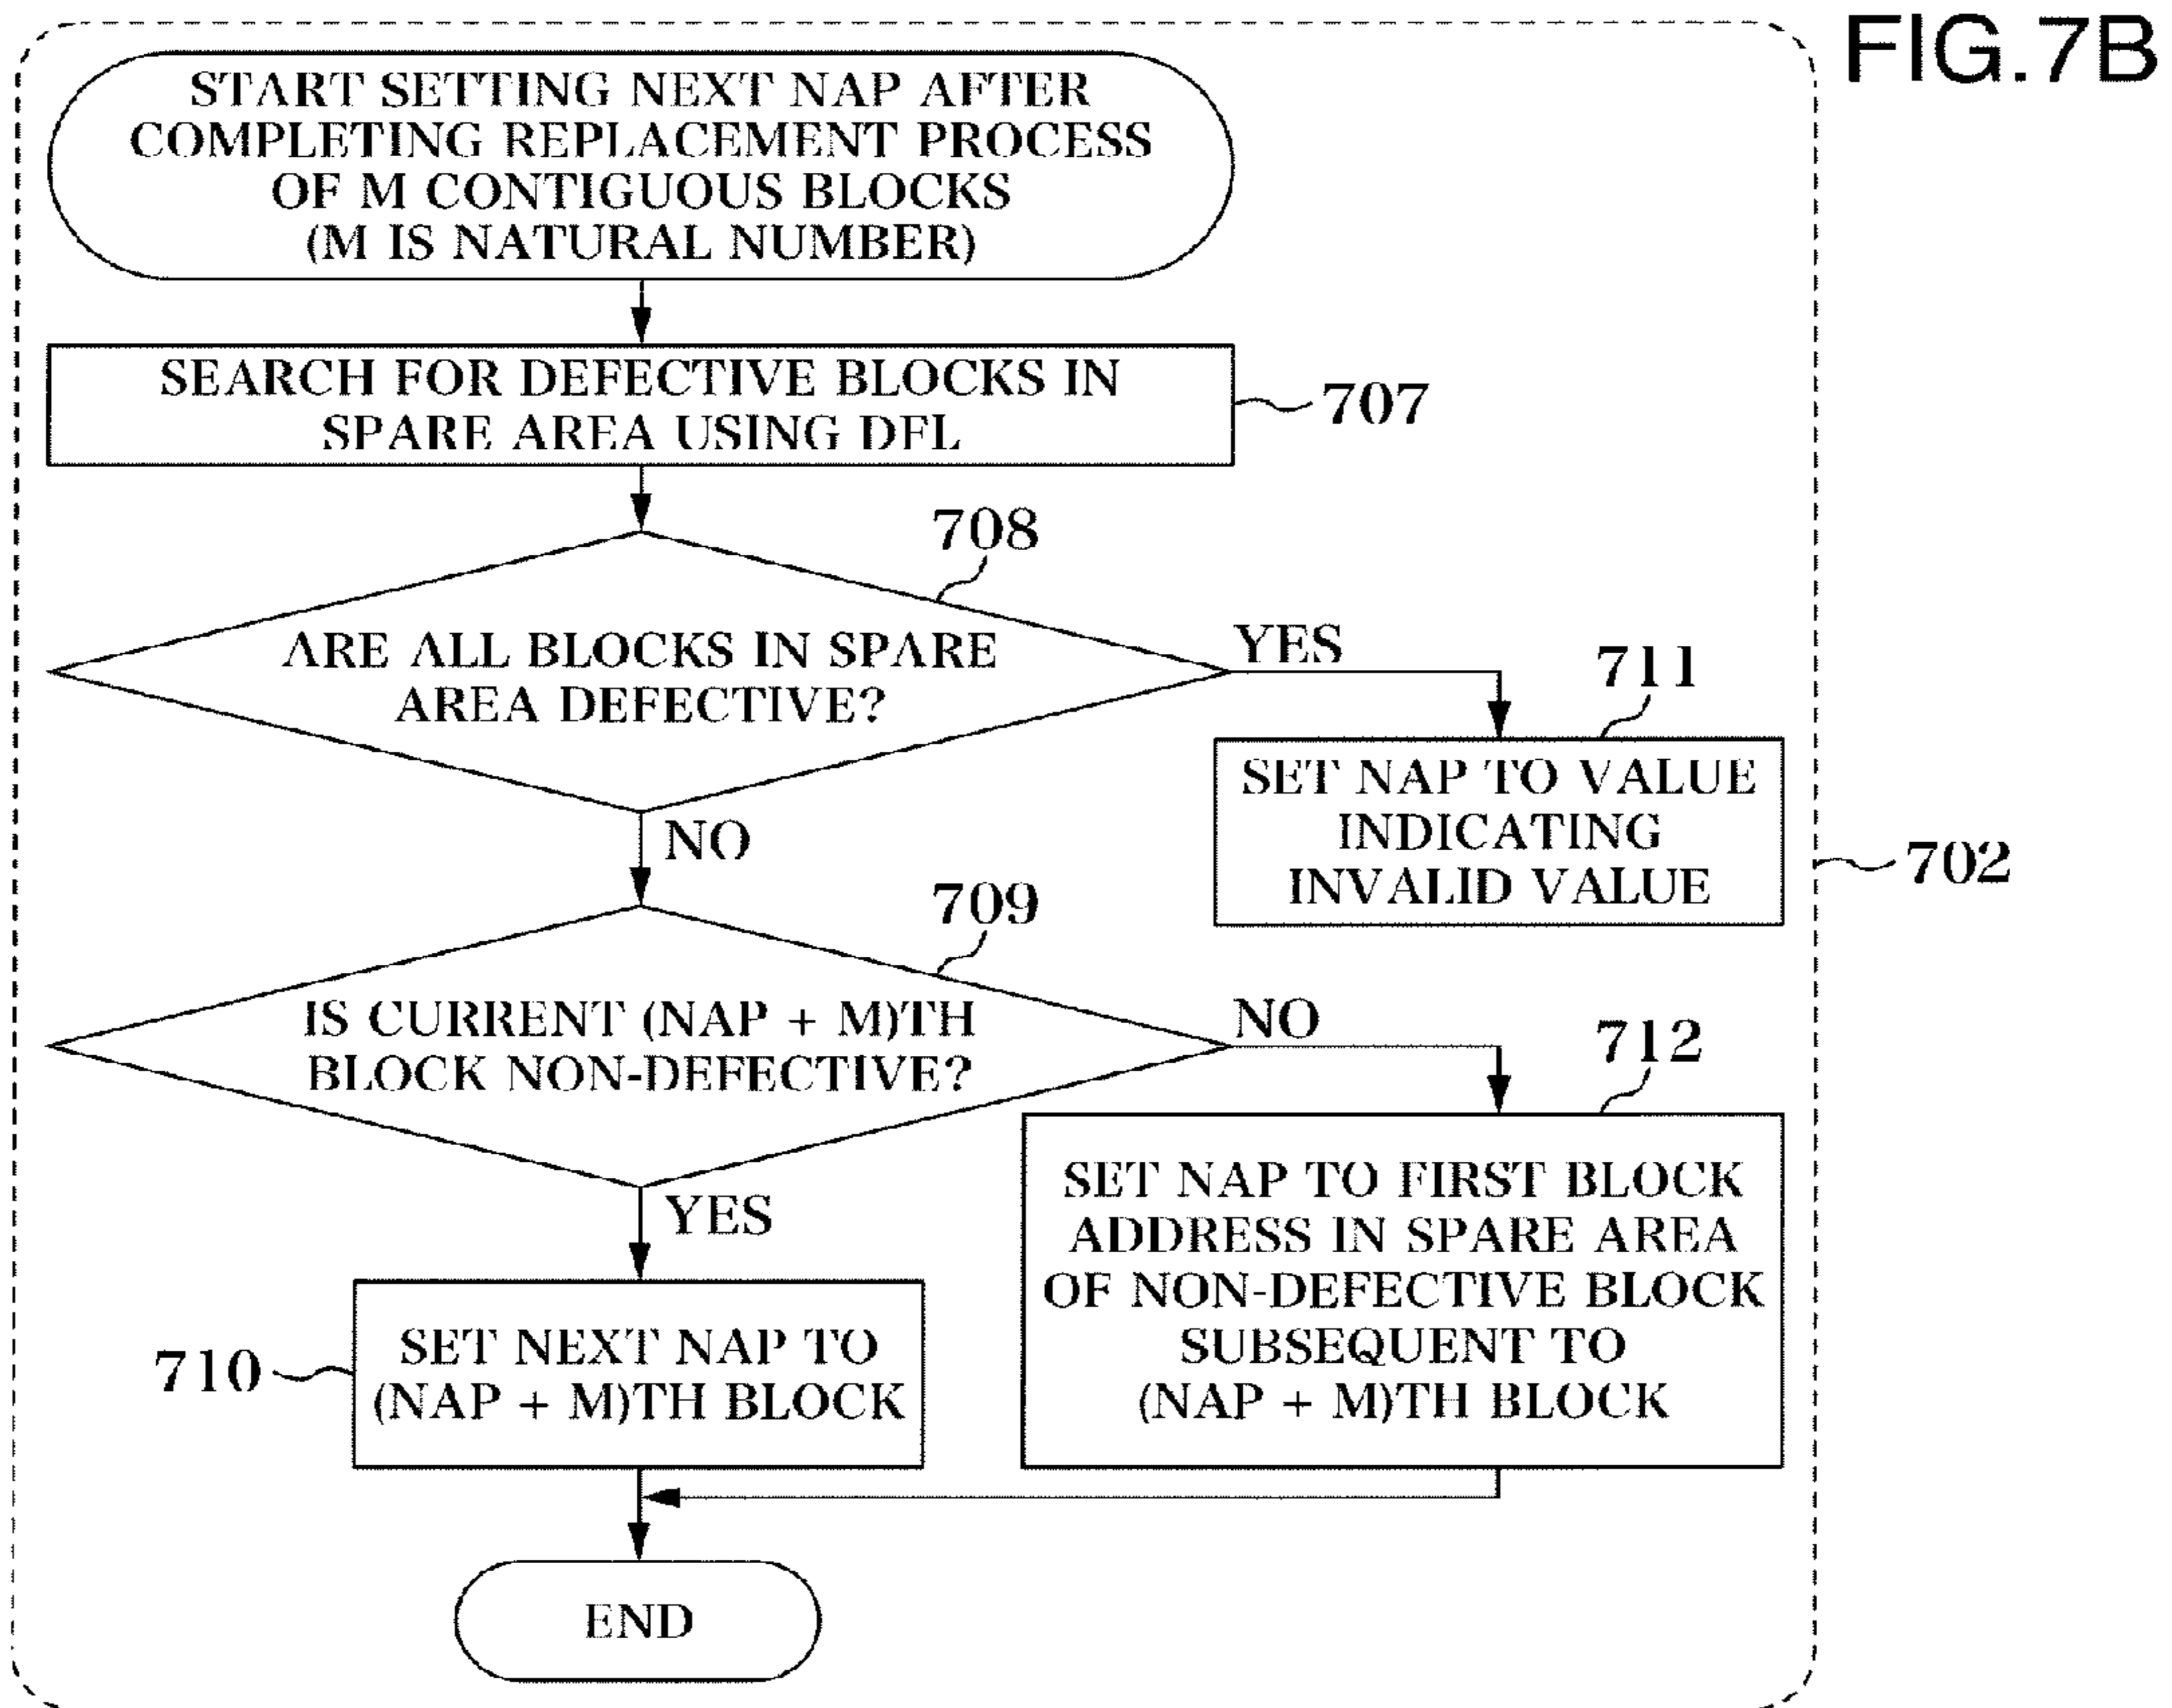 FIG.7B
START SETTING NEXT NAP AFTER
COMPLETING REPLACEMENT PROCESS
OF M CONTIGUOUS BLOCKS
(M IS NATURAL NUMBER)
SEARCH FOR DEFECTIVE BLOCKS IN
SPARE AREA USING DFL
707
708
ARE ALL BLOCKS IN SPARE
AREA DEFECTIVE?
YES
711
SET NAP TO VALUE
INDICATING
INVALID VALUE
702
NO
709
IS CURRENT (NAP + M)TH
BLOCK NON-DEFECTIVE?
NO
712
SET NAP TO FIRST BLOCK
ADDRESS IN SPARE AREA
OF NON-DEFECTIVE BLOCK
SUBSEQUENT TO
(NAP + M)TH BLOCK
YES
710
SET NEXT NAP TO
(NAP + M)TH BLOCK
END